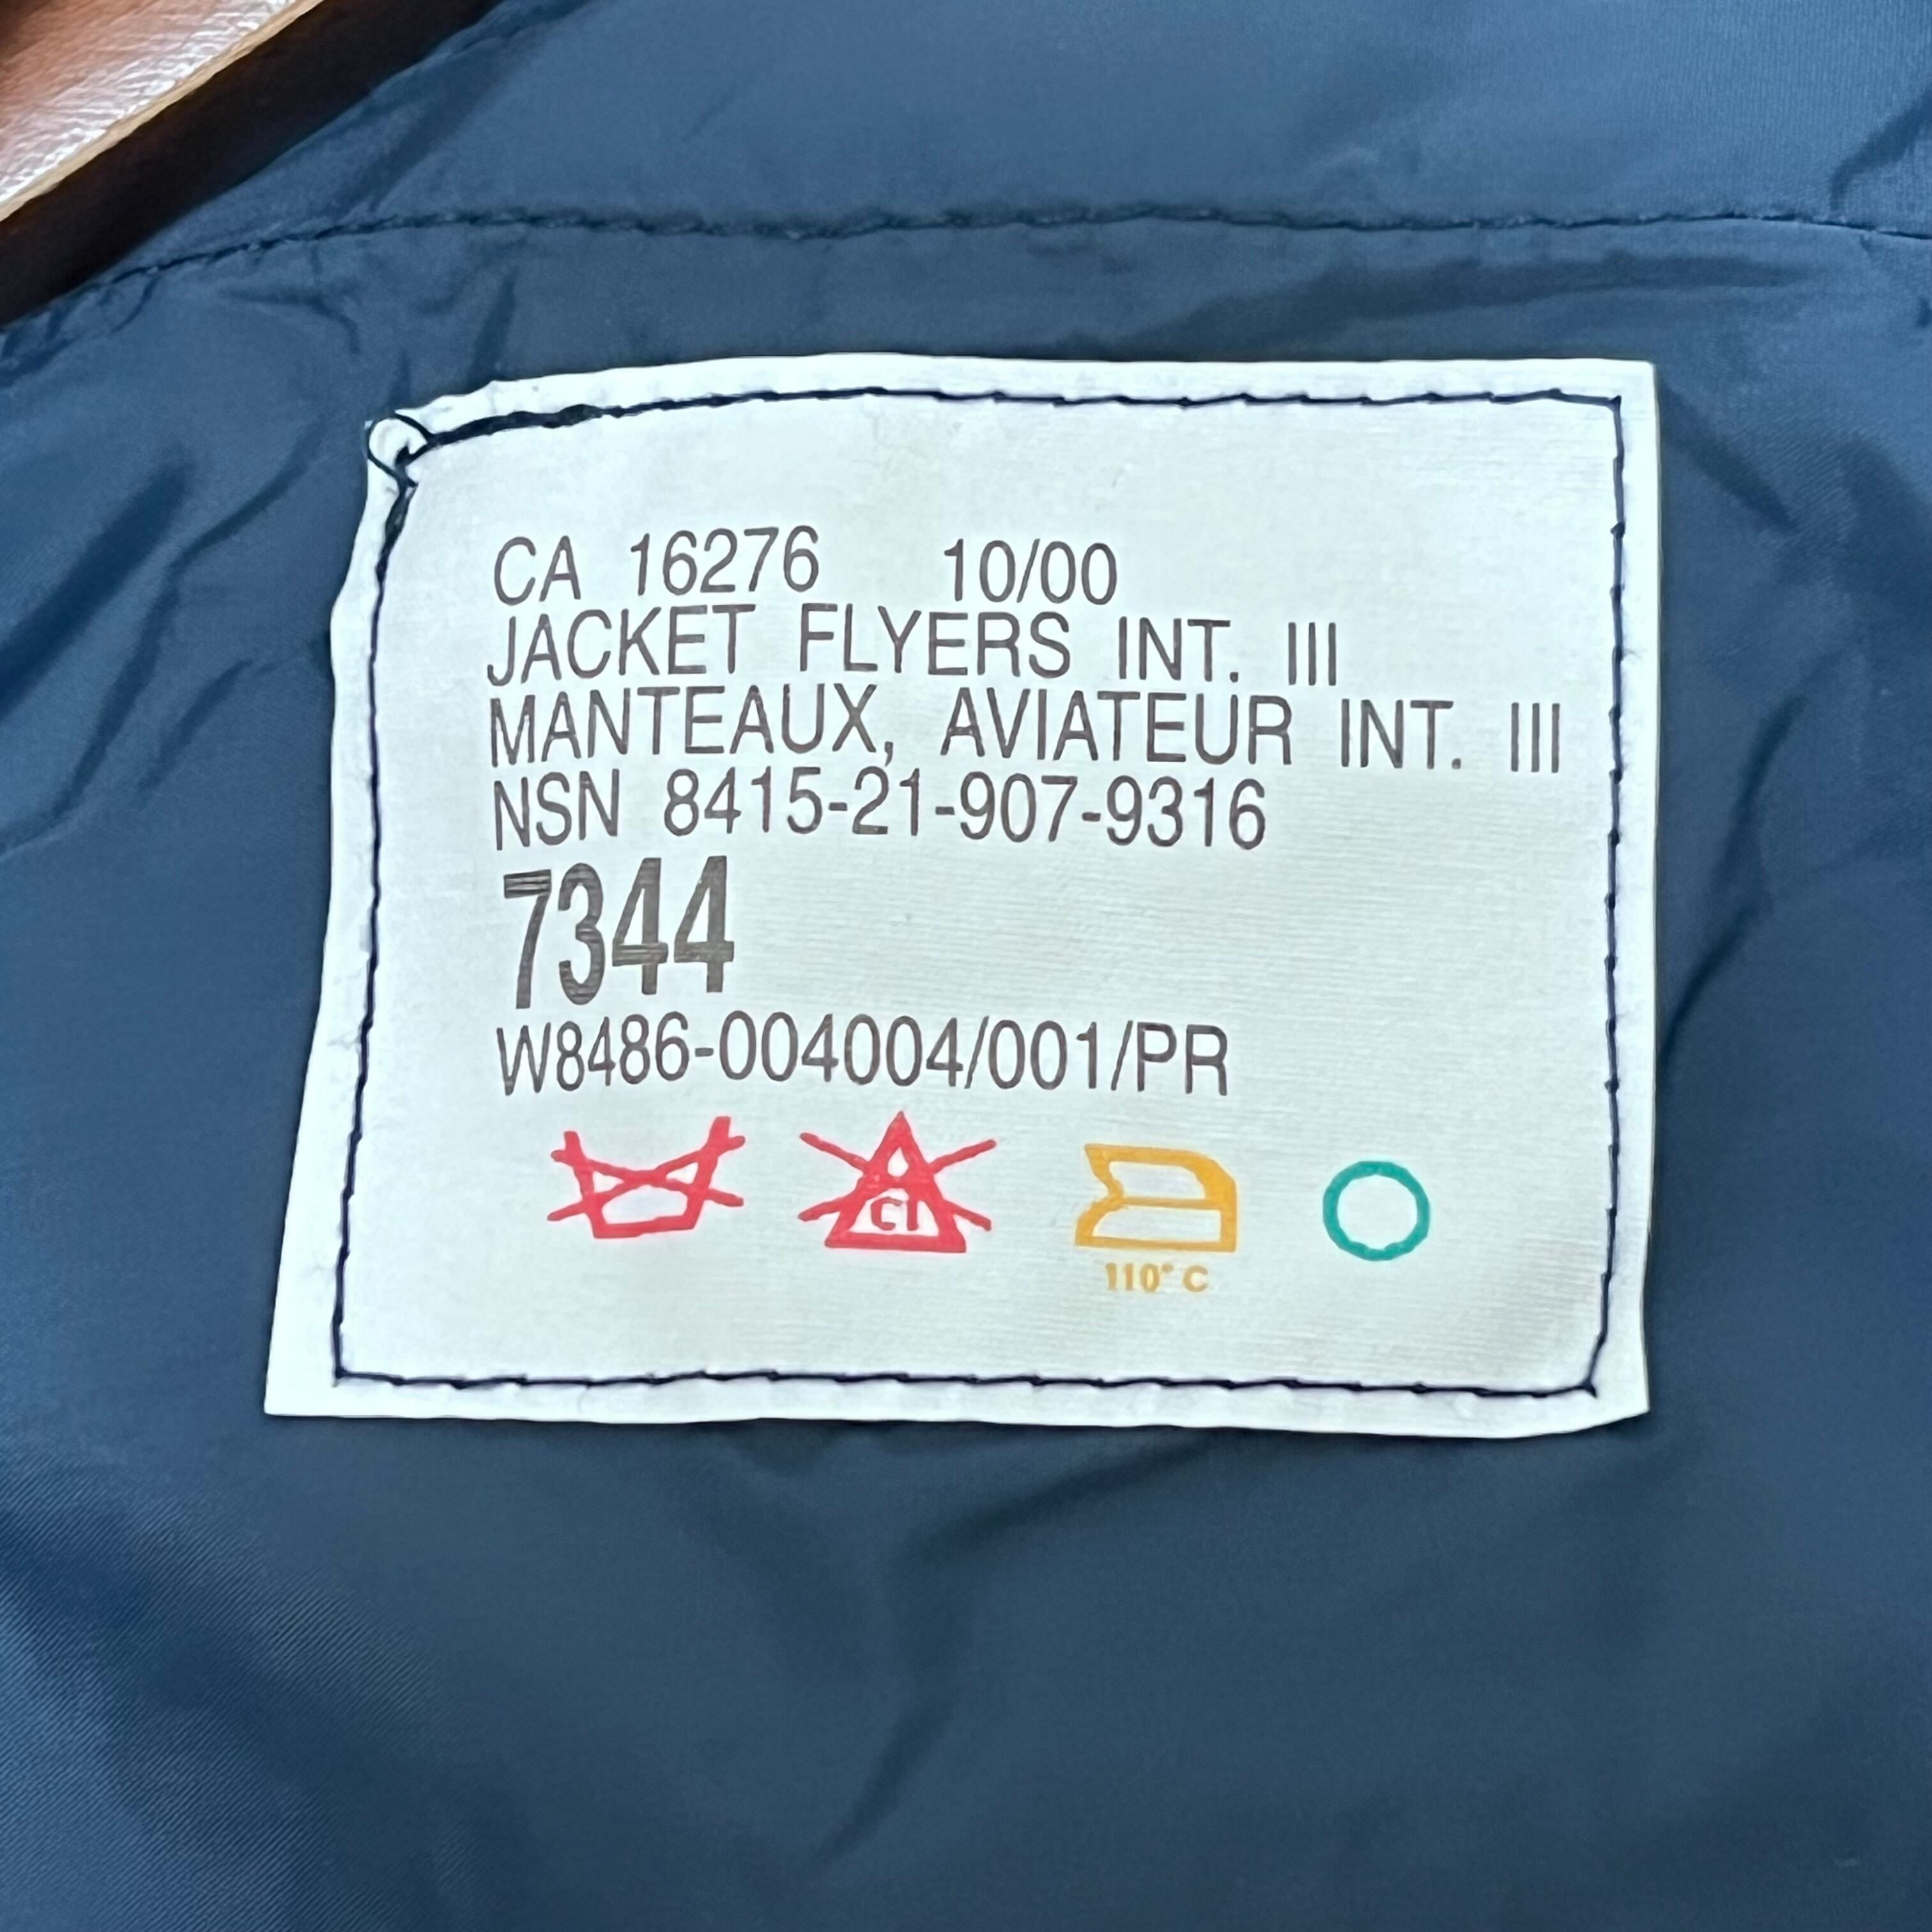 CA 16276 10/00
JACKET FLYERS INT. III
MANTEAUX, AVIATEUR INT. III
NSN 8415-21-907-9316
7344
W8486-004004/001/PR
Cl
110° C